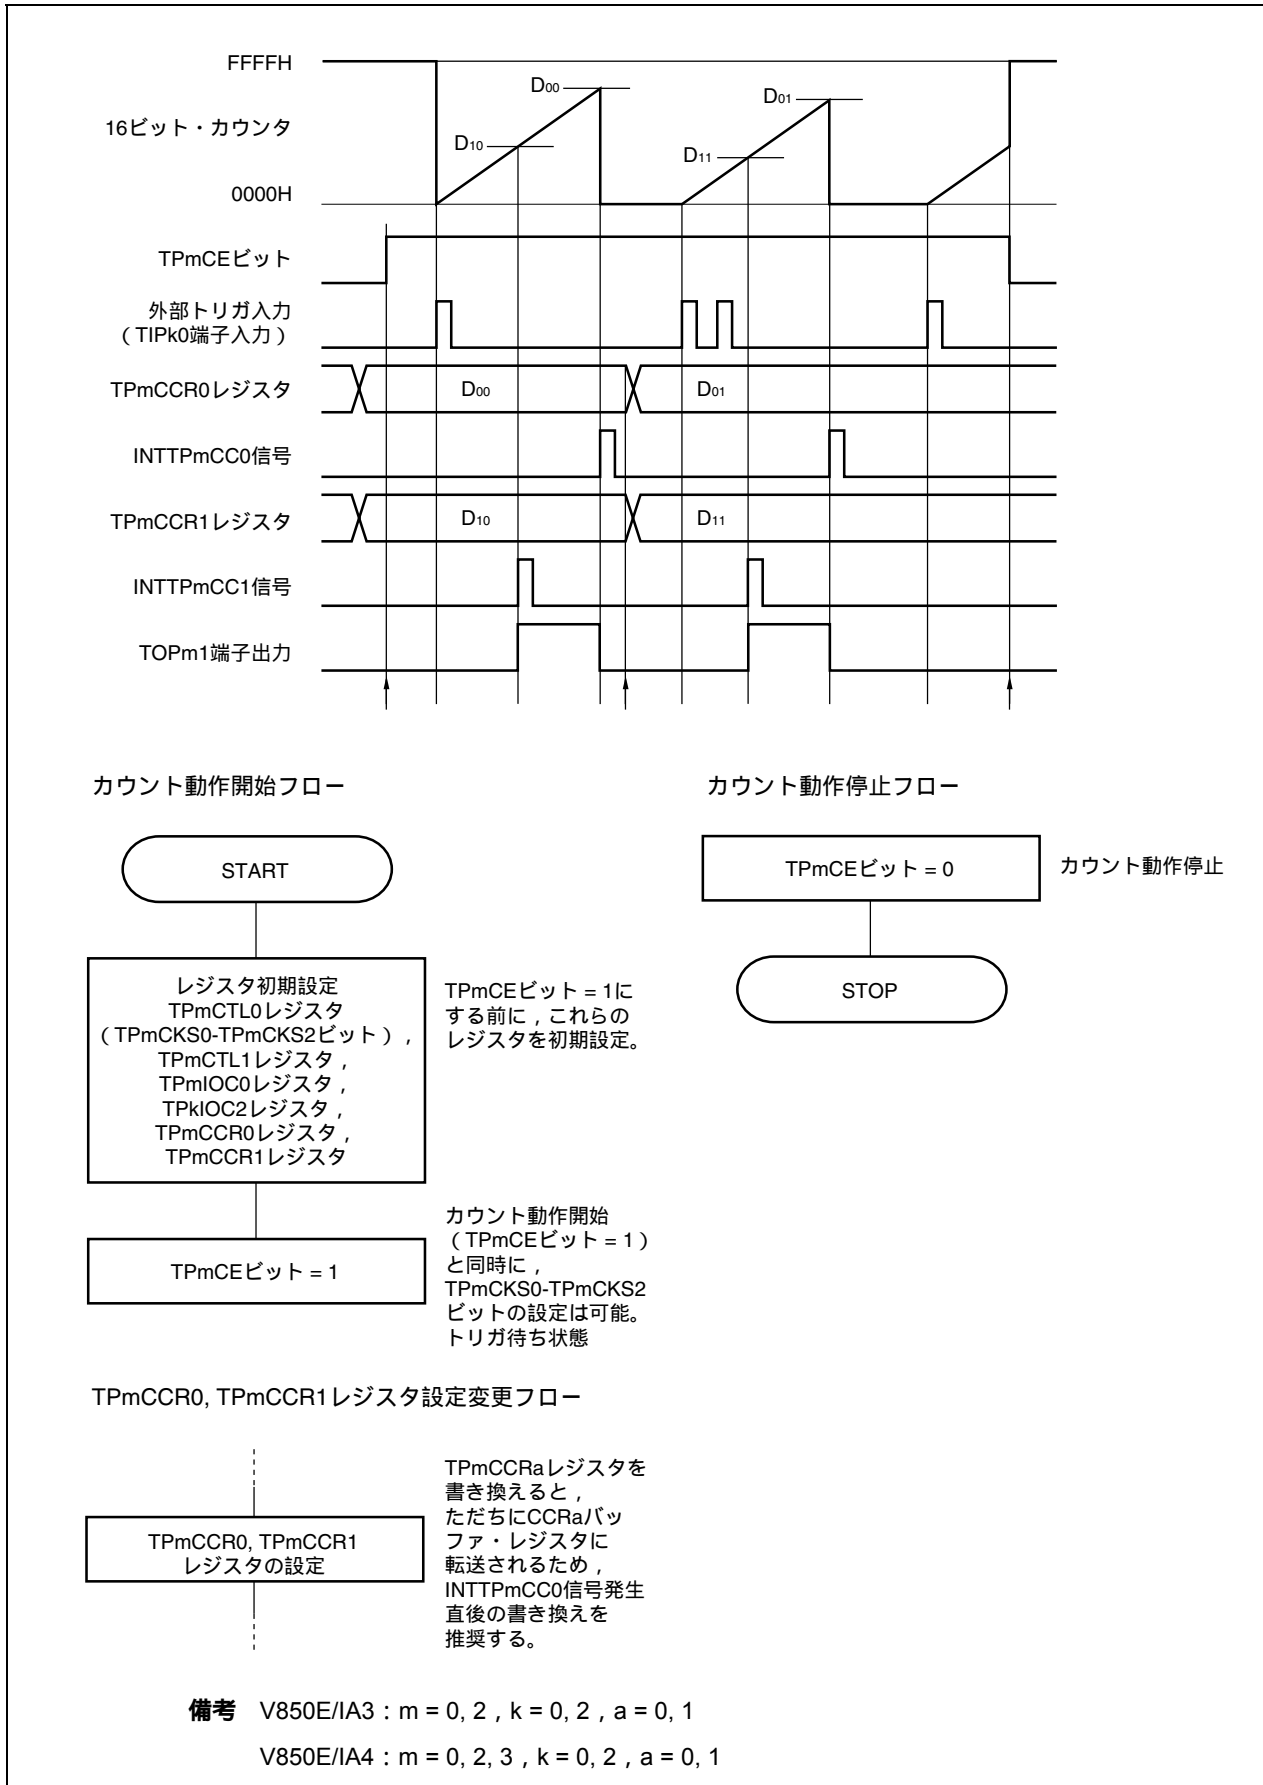 FFFFH
16ビット・カウンタ
0000H
D00
D10
D01
D11
TPmCEビット
外部トリガ入力
（TIPk0端子入力）
TPmCCR0レジスタ
D00
D01
INTTPmCC0信号
TPmCCR1レジスタ
D10
D11
INTTPmCC1信号
TOPm1端子出力
カウント動作開始フロー
START
レジスタ初期設定
TPmCTL0レジスタ
（TPmCKS0-TPmCKS2ビット），
TPmCTL1レジスタ，
TPmIOC0レジスタ，
TPkIOC2レジスタ，
TPmCCR0レジスタ，
TPmCCR1レジスタ
TPmCEビット = 1に
する前に，これらの
レジスタを初期設定。
TPmCEビット = 1
カウント動作開始
（TPmCEビット = 1）
と同時に，
TPmCKS0-TPmCKS2
ビットの設定は可能。
トリガ待ち状態
カウント動作停止フロー
TPmCEビット = 0
カウント動作停止
STOP
TPmCCR0, TPmCCR1レジスタ設定変更フロー
TPmCCR0, TPmCCR1
レジスタの設定
TPmCCRaレジスタを
書き換えると，
ただちにCCRaバッ
ファ・レジスタに
転送されるため，
INTTPmCC0信号発生
直後の書き換えを
推奨する。
備考 V850E/IA3：m = 0, 2，k = 0, 2，a = 0, 1
V850E/IA4：m = 0, 2, 3，k = 0, 2，a = 0, 1